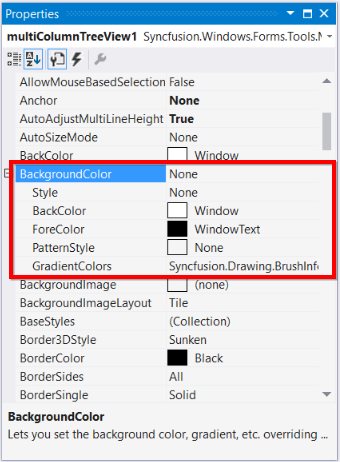 Properties
multiColumnTreeView1 Syncfusion.Windows.Forms.Tools.M
AllowMouseBasedSelection False
Anchor None
AutoAdjustMultiLineHeight True
AutoSizeMode None
BackColor Window
BackgroundColor None
Style None
BackColor Window
ForeColor WindowText
PatternStyle None
GradientColors Syncfusion.Drawing.BrushInfo
BackgroundImage (none)
BackgroundImageLayout Tile
BaseStyles (Collection)
Border3DStyle Sunken
BorderColor Black
BorderSides All
BorderSingle Solid
BackgroundColor
Lets you set the background color, gradient, etc. overriding ...